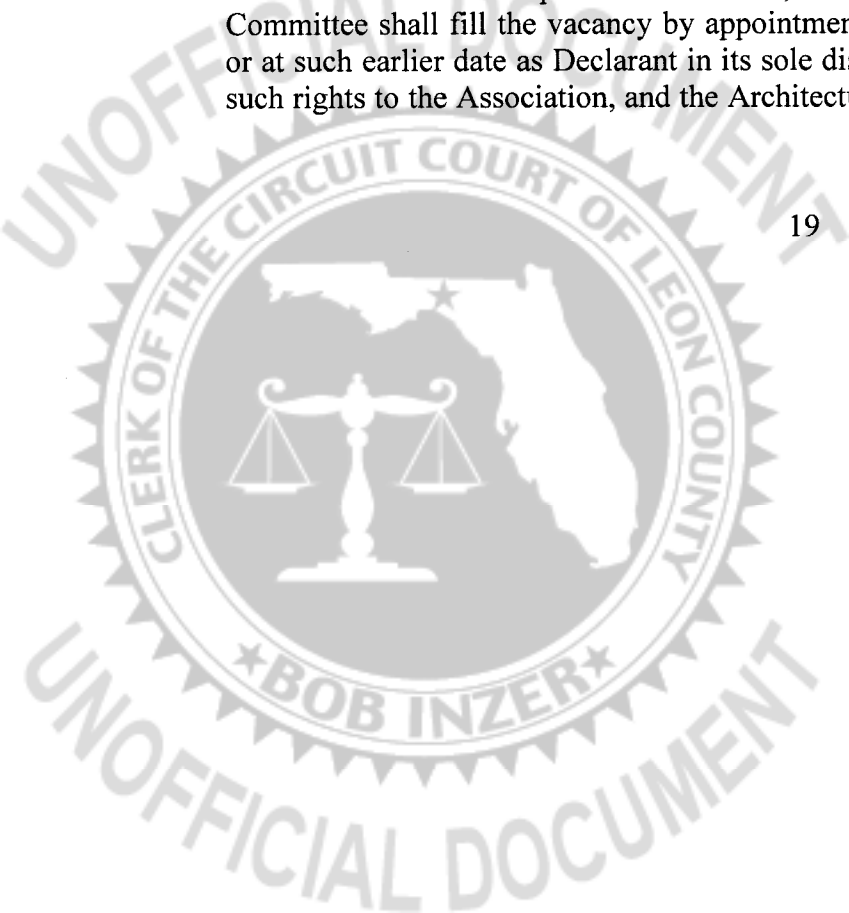 Committee shall fill the vacancy by appointmen
or at such earlier date as Declarant in its sole dis
such rights to the Association, and the Architect
19
UNOFFICIAL DOCUMENT
CLERK OF THE CIRCUIT COURT OF LEON COUNTY
BOB INZER
UNOFFICIAL DOCUMENT